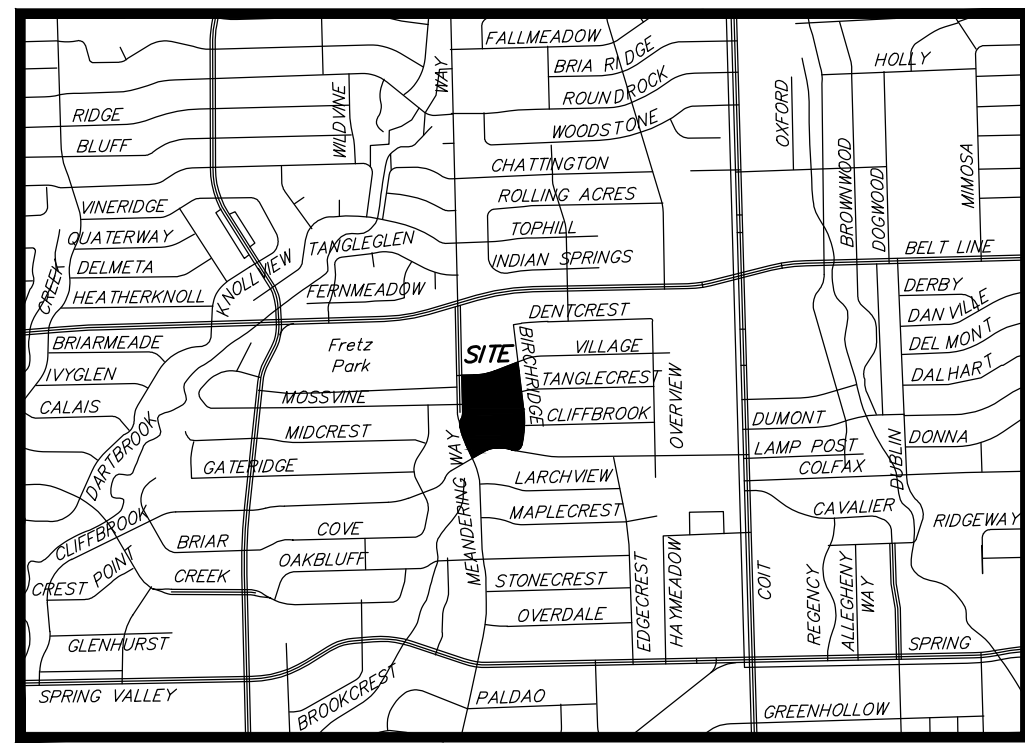 FALLMEADOW
BRIA RIDGE
ROUNDROCK
WOODSTONE
WAY
HOLLY
OXFORD
RIDGE
BLUFF
WILDVINE
CHATTINGTON
ROLLING ACRES
TOPHILL
INDIAN SPRINGS
BROWNWOOD
DOGWOOD
MIMOSA
VINERIDGE
QUATERWAY
DELMETA
HEATHERKNOLL
CREEK
KNOLLVIEW
TANGLEGLEN
FERNMEADOW
BELT LINE
DERBY
DANVILLE
DEL MONT
DALHART
DENTCREST
BIRCHRIDGE
VILLAGE
TANGLECREST
CLIFFBROOK
OVERVIEW
SITE
Fretz
Park
BRIARMEADE
IVYGLEN
CALAIS
MOSSVINE
MIDCREST
GATERIDGE
DARTBROOK
DUMONT
LAMP POST
COLFAX
DONNA
DUBLIN
LARCHVIEW
MAPLECREST
MEANDERING WAY
CAVALIER
RIDGEWAY
CLIFFBROOK
CREST POINT
BRIAR
COVE
OAKBLUFF
CREEK
STONECREST
OVERDALE
EDGECREST
HAYMEADOW
COIT
REGENCY
ALLEGHENY
WAY
SPRING
GLENHURST
SPRING VALLEY
BROOKCREST
PALDAO
GREENHOLLOW